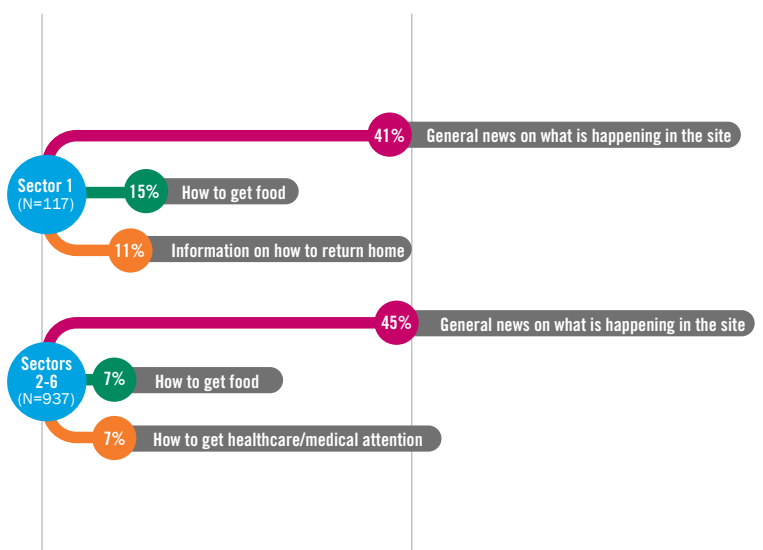 41%
General news on what is happening in the site
Sector 1
(N=117)
15%
How to get food
11%
Information on how to return home
45%
General news on what is happening in the site
Sectors
2-6
(N=937)
7%
How to get food
7%
How to get healthcare/medical attention